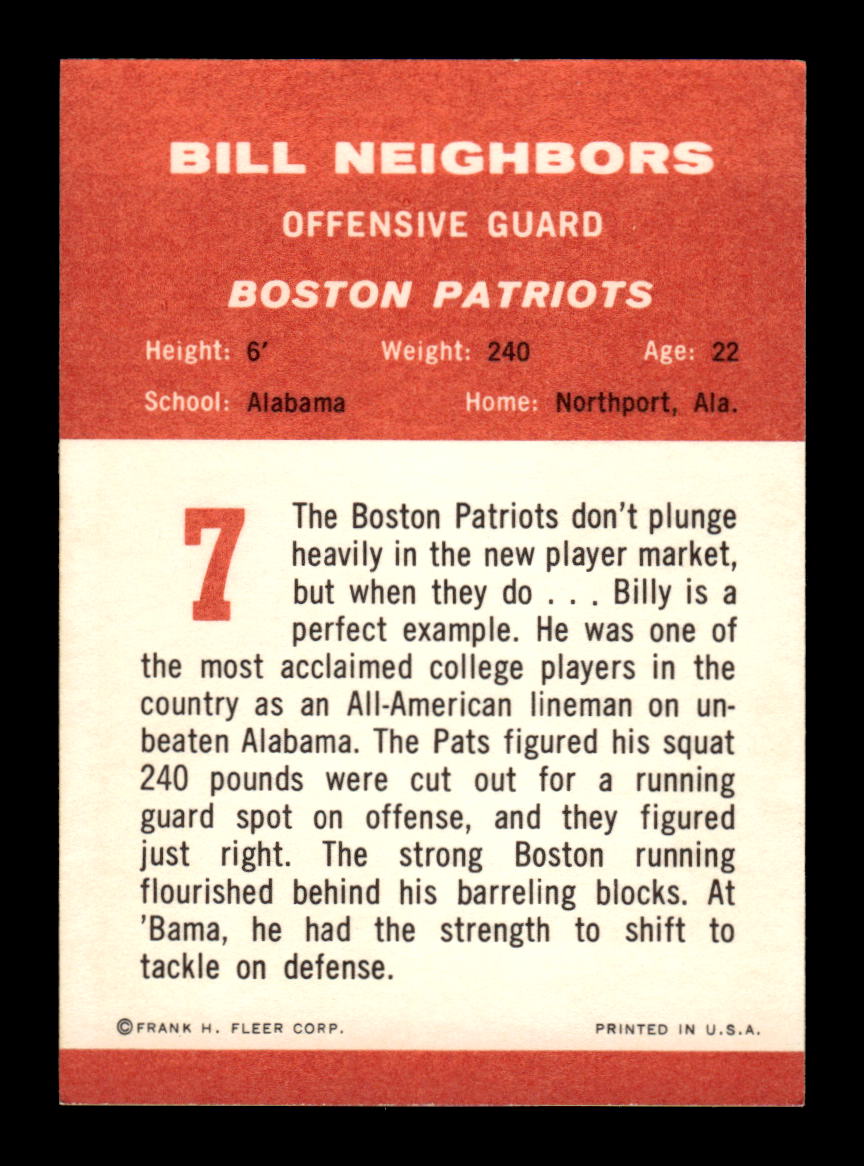 BILL NEIGHBORS
OFFENSIVE GUARD
BOSTON PATRIOTS
Height: 6' Weight: 240 Age: 22
School: Alabama Home: Northport, Ala.
7
The Boston Patriots don't plunge
heavily in the new player market,
but when they do . . . Billy is a
perfect example. He was one of
the most acclaimed college players in the
country as an All-American lineman on un-
beaten Alabama. The Pats figured his squat
240 pounds were cut out for a running
guard spot on offense, and they figured
just right. The strong Boston running
flourished behind his barreling blocks. At
'Bama, he had the strength to shift to
tackle on defense.
©FRANK H. FLEER CORP. PRINTED IN U.S.A.